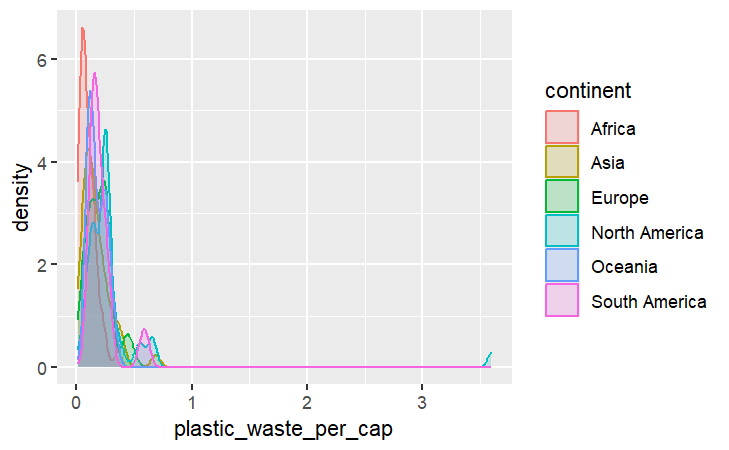 6
4
2
0
density
0
1
2
3
plastic_waste_per_cap
continent
Africa
Asia
Europe
North America
Oceania
South America